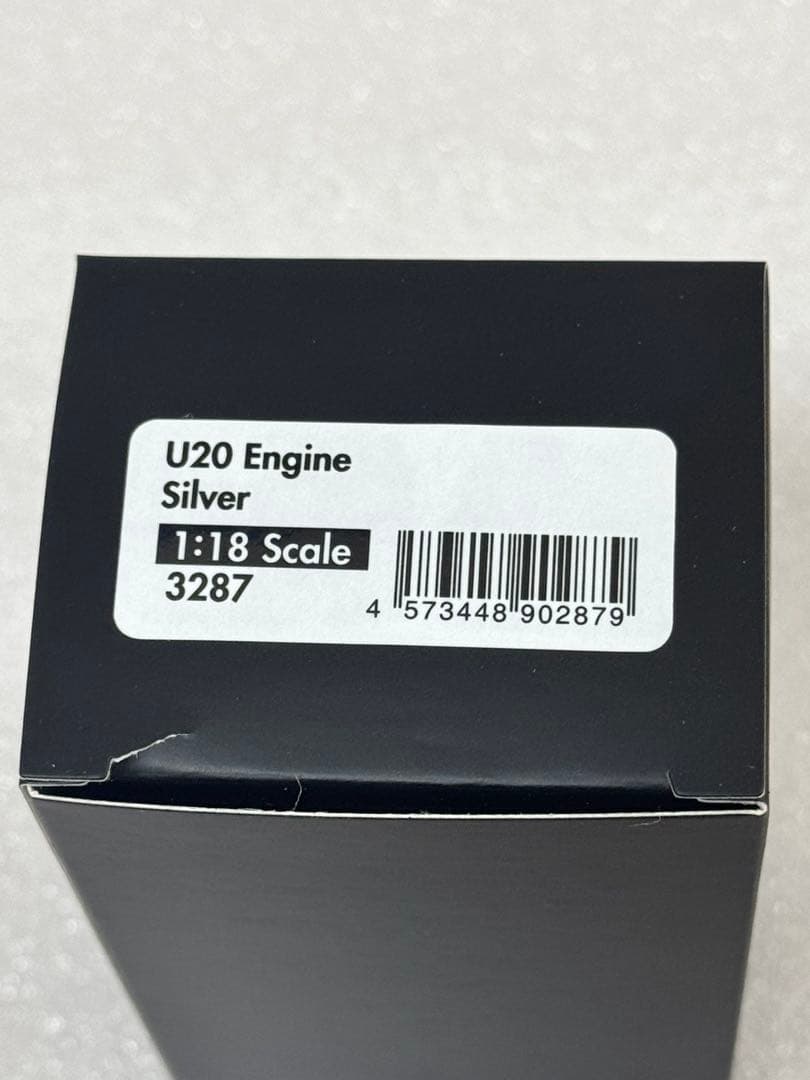 U20 Engine
Silver
1:18 Scale
3287
4 573448 902879